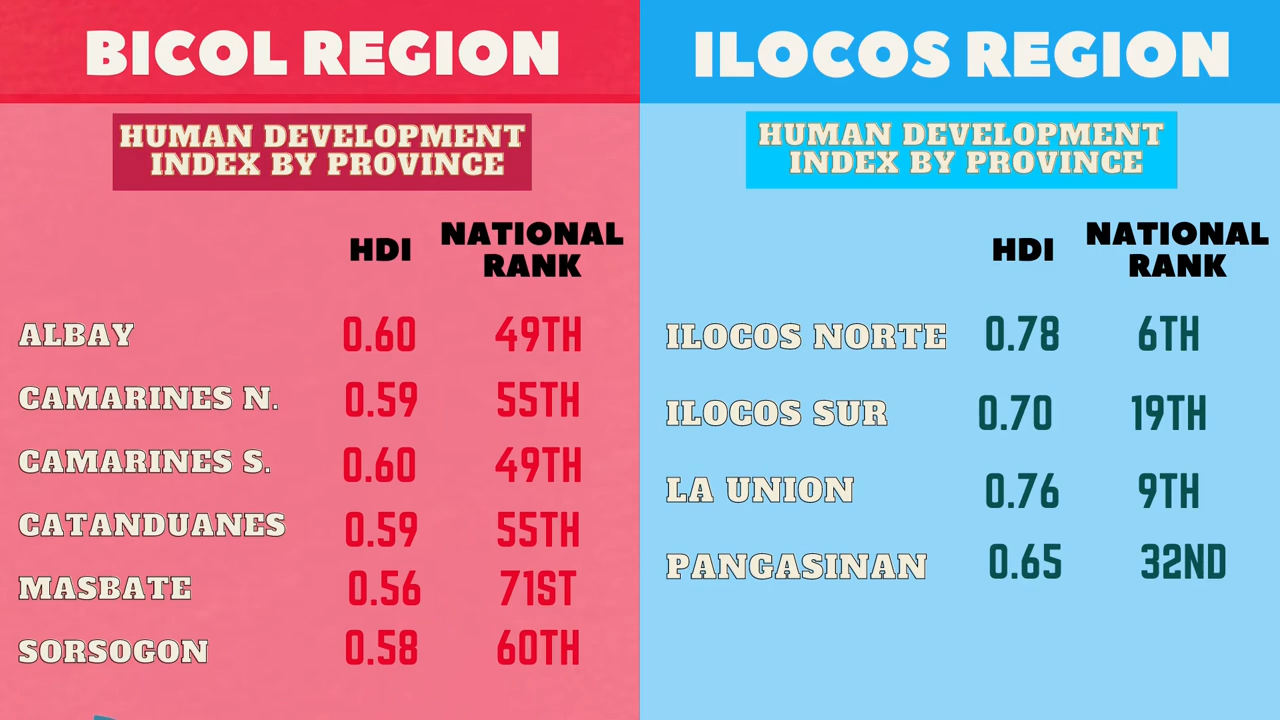 BICOL REGION
HUMAN DEVELOPMENT
INDEX BY PROVINCE
HDI NATIONAL RANK
ALBAY 0.60 49TH
CAMARINES N. 0.59 55TH
CAMARINES S. 0.60 49TH
CATANDUANES 0.59 55TH
MASBATE 0.56 71ST
SORSOGON 0.58 60TH
ILOCOS REGION
HUMAN DEVELOPMENT
INDEX BY PROVINCE
HDI NATIONAL RANK
ILOCOS NORTE 0.78 6TH
ILOCOS SUR 0.70 19TH
LA UNION 0.76 9TH
PANGASINAN 0.65 32ND